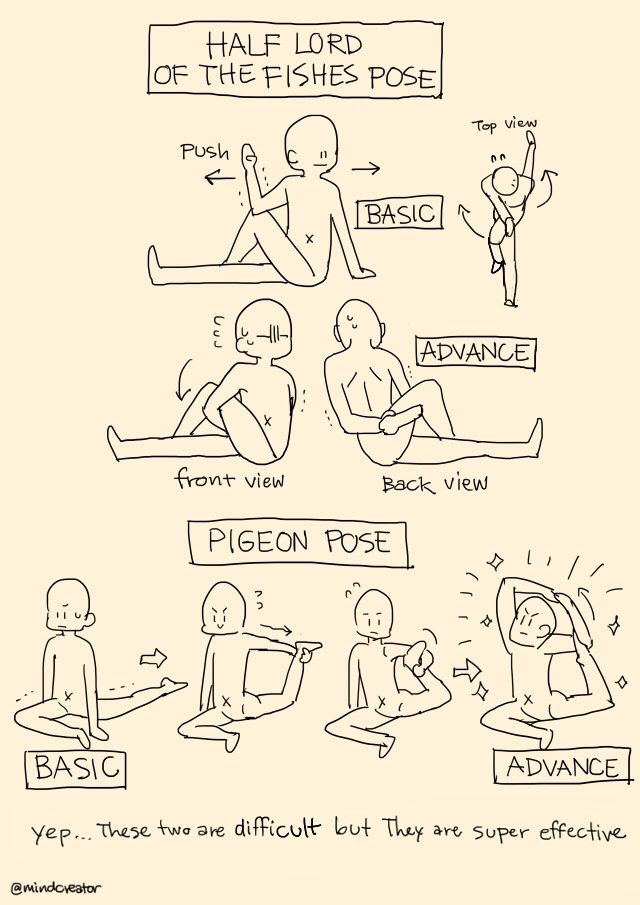 HALF LORD
OF THE FISHES POSE
Push
Top view
BASIC
ADVANCE
front view
Back view
PIGEON POSE
BASIC
ADVANCE
Yep... These two are difficult but They are super effective
@mindcreator